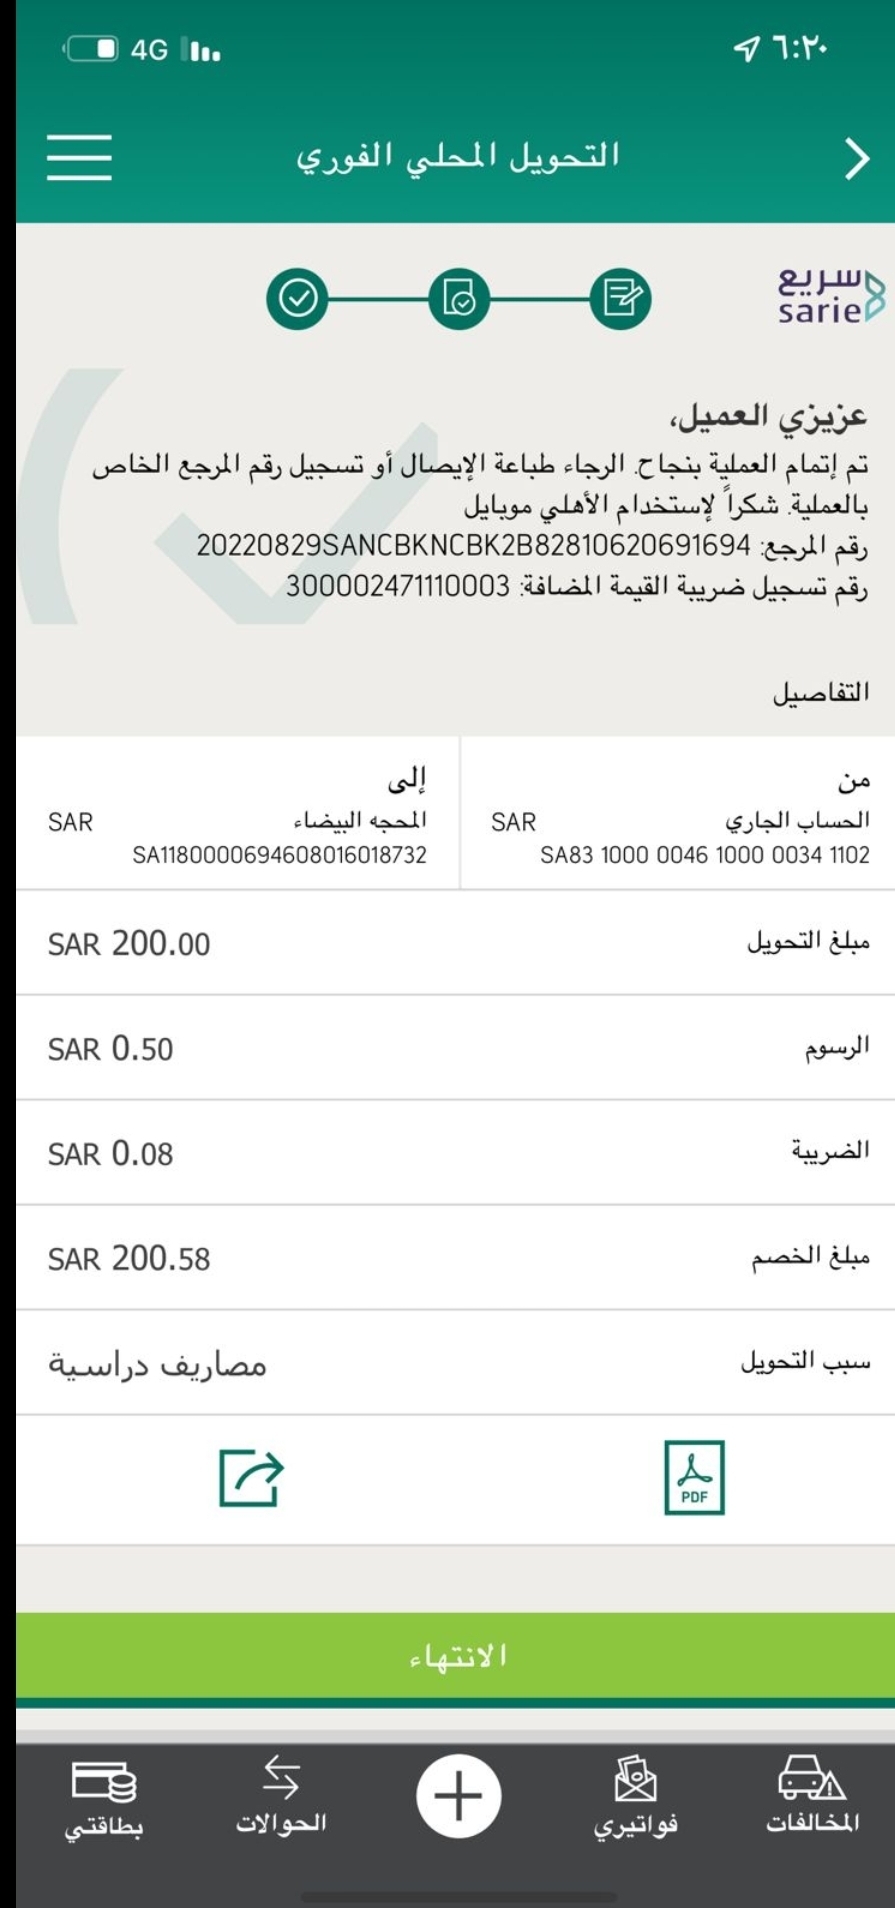 4G ٦:٢٠
التحويل المحلي الفوري
سريع
sarie
عزيزي العميل،
تم إتمام العملية بنجاح. الرجاء طباعة الإيصال أو تسجيل رقم المرجع الخاص
بالعملية. شكراً لإستخدام الأهلي موبايل
رقم المرجع: 20220829SANCBKNCBK2B82810620691694
رقم تسجيل ضريبة القيمة المضافة: 300002471110003
التفاصيل
من
الحساب الجاري SAR
SA83 1000 0046 1000 0034 1102
إلى
المحجه البيضاء SAR
SA1180000694608016018732
مبلغ التحويل SAR 200.00
الرسوم SAR 0.50
الضريبة SAR 0.08
مبلغ الخصم SAR 200.58
سبب التحويل مصاريف دراسية
PDF
الانتهاء
المخالفات فواتيري الحوالات بطاقتي